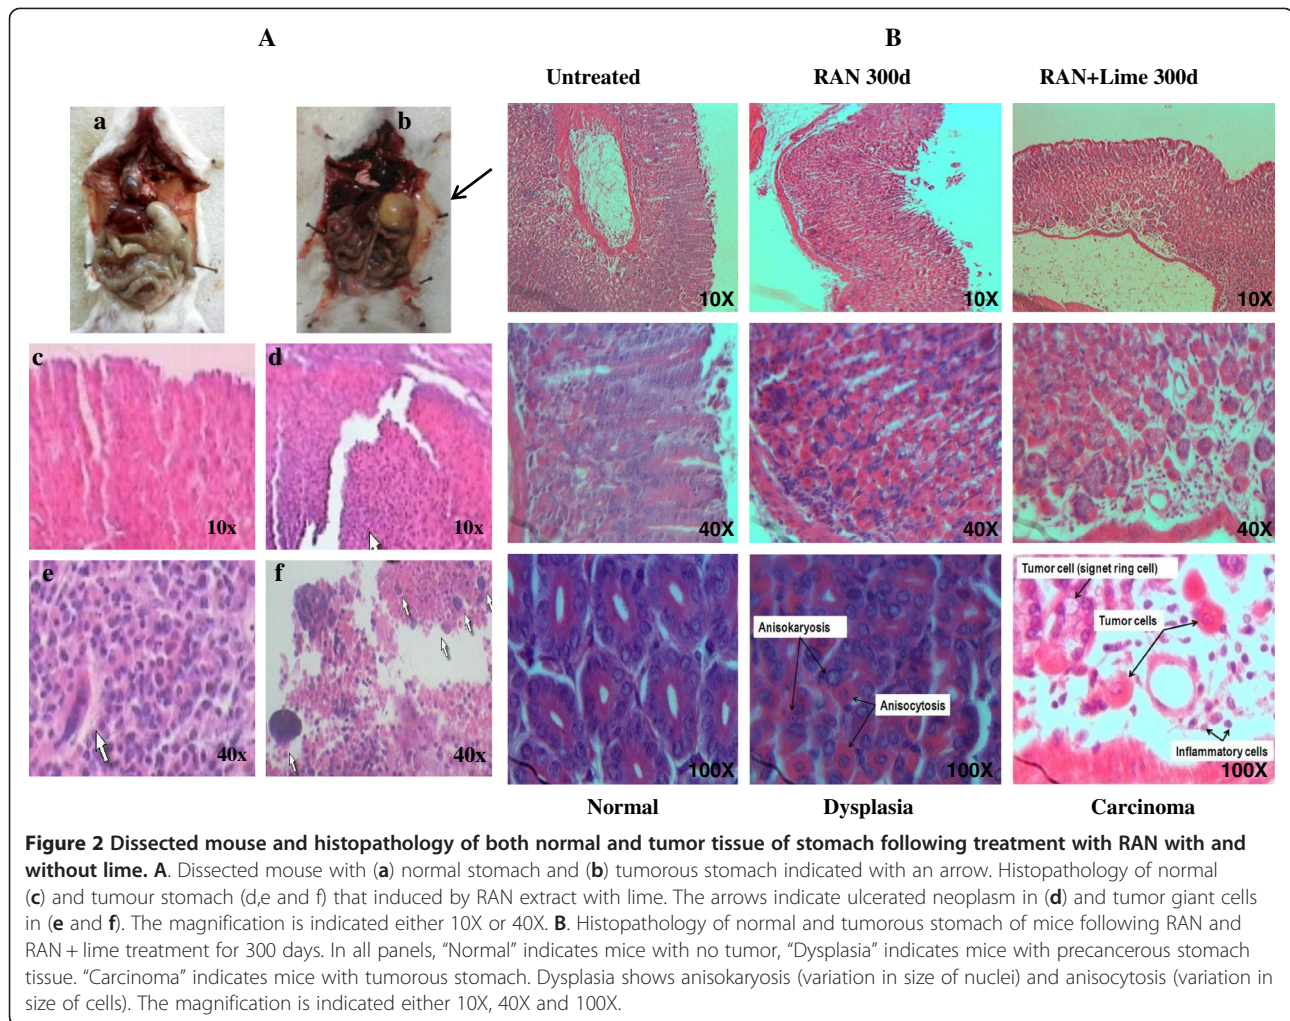 A
B
Untreated
RAN 300d
RAN+Lime 300d
a
b
10X
10X
10X
c
d
10x
10x
40X
40X
40X
e
f
40x
40x
Anisokaryosis
Anisocytosis
Tumor cell (signet ring cell)
Tumor cells
Inflammatory cells
100X
100X
100X
Normal
Dysplasia
Carcinoma
Figure 2 Dissected mouse and histopathology of both normal and tumor tissue of stomach following treatment with RAN with and
without lime. A. Dissected mouse with (a) normal stomach and (b) tumorous stomach indicated with an arrow. Histopathology of normal
(c) and tumour stomach (d,e and f) that induced by RAN extract with lime. The arrows indicate ulcerated neoplasm in (d) and tumor giant cells
in (e and f). The magnification is indicated either 10X or 40X. B. Histopathology of normal and tumorous stomach of mice following RAN and
RAN + lime treatment for 300 days. In all panels, “Normal” indicates mice with no tumor, “Dysplasia” indicates mice with precancerous stomach
tissue. “Carcinoma” indicates mice with tumorous stomach. Dysplasia shows anisokaryosis (variation in size of nuclei) and anisocytosis (variation in
size of cells). The magnification is indicated either 10X, 40X and 100X.